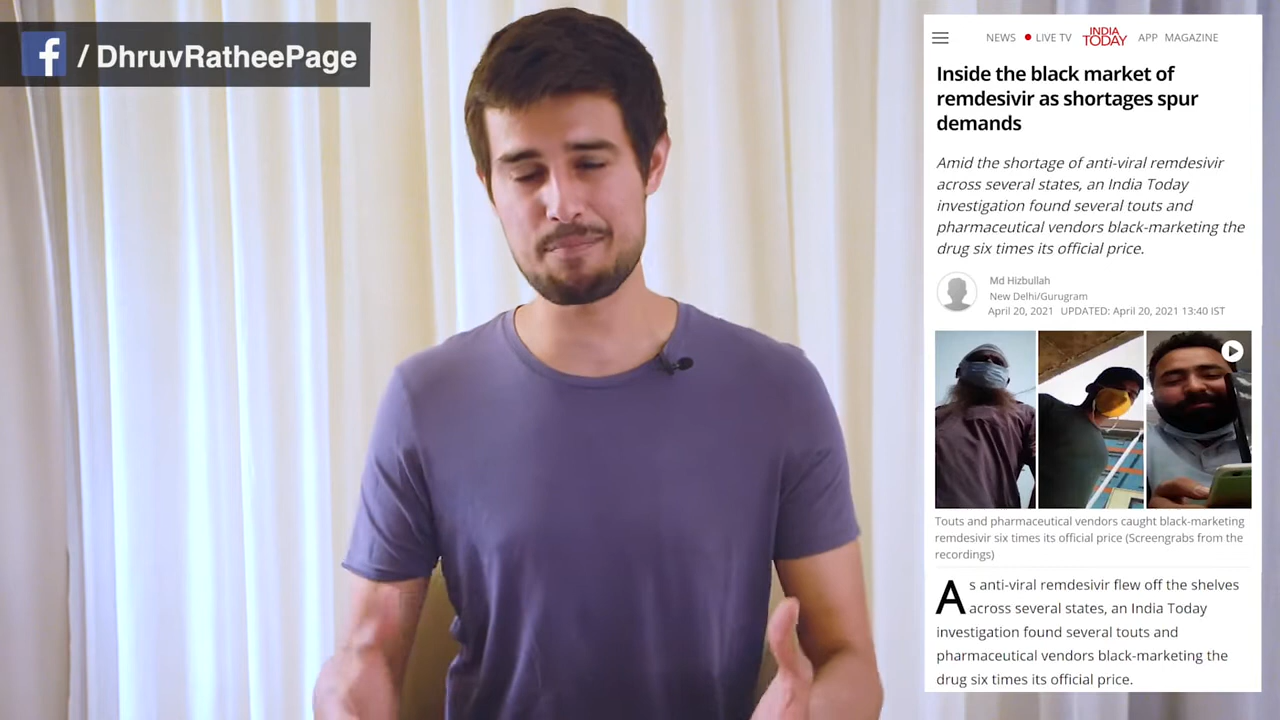 f / DhruvRatheePage
NEWS LIVE TV INDIA TODAY APP MAGAZINE
Inside the black market of
remdesivir as shortages spur
demands
Amid the shortage of anti-viral remdesivir
across several states, an India Today
investigation found several touts and
pharmaceutical vendors black-marketing the
drug six times its official price.
Md Hizbullah
New Delhi/Gurugram
April 20, 2021 UPDATED: April 20, 2021 13:40 IST
Touts and pharmaceutical vendors caught black-marketing
remdesivir six times its official price (Screengrabs from the
recordings)
As anti-viral remdesivir flew off the shelves
across several states, an India Today
investigation found several touts and
pharmaceutical vendors black-marketing the
drug six times its official price.